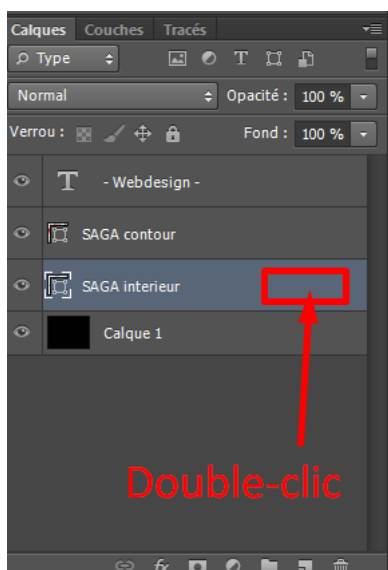 Calques Couches Tracés
Type T
Normal Opacité : 100 %
Verrou : Fond : 100 %
T - Webdesign -
SAGA contour
SAGA interieur
Calque 1
Double-clic
fx